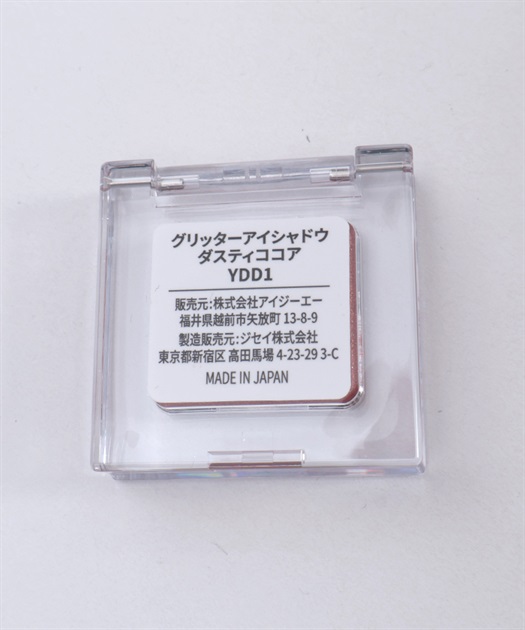 グリッターアイシャドウ
ダスティココア
YDD1
販売元:株式会社アイジーエー
福井県越前市矢放町 13-8-9
製造販売元:ジセイ株式会社
東京都新宿区 高田馬場 4-23-29 3-C
MADE IN JAPAN